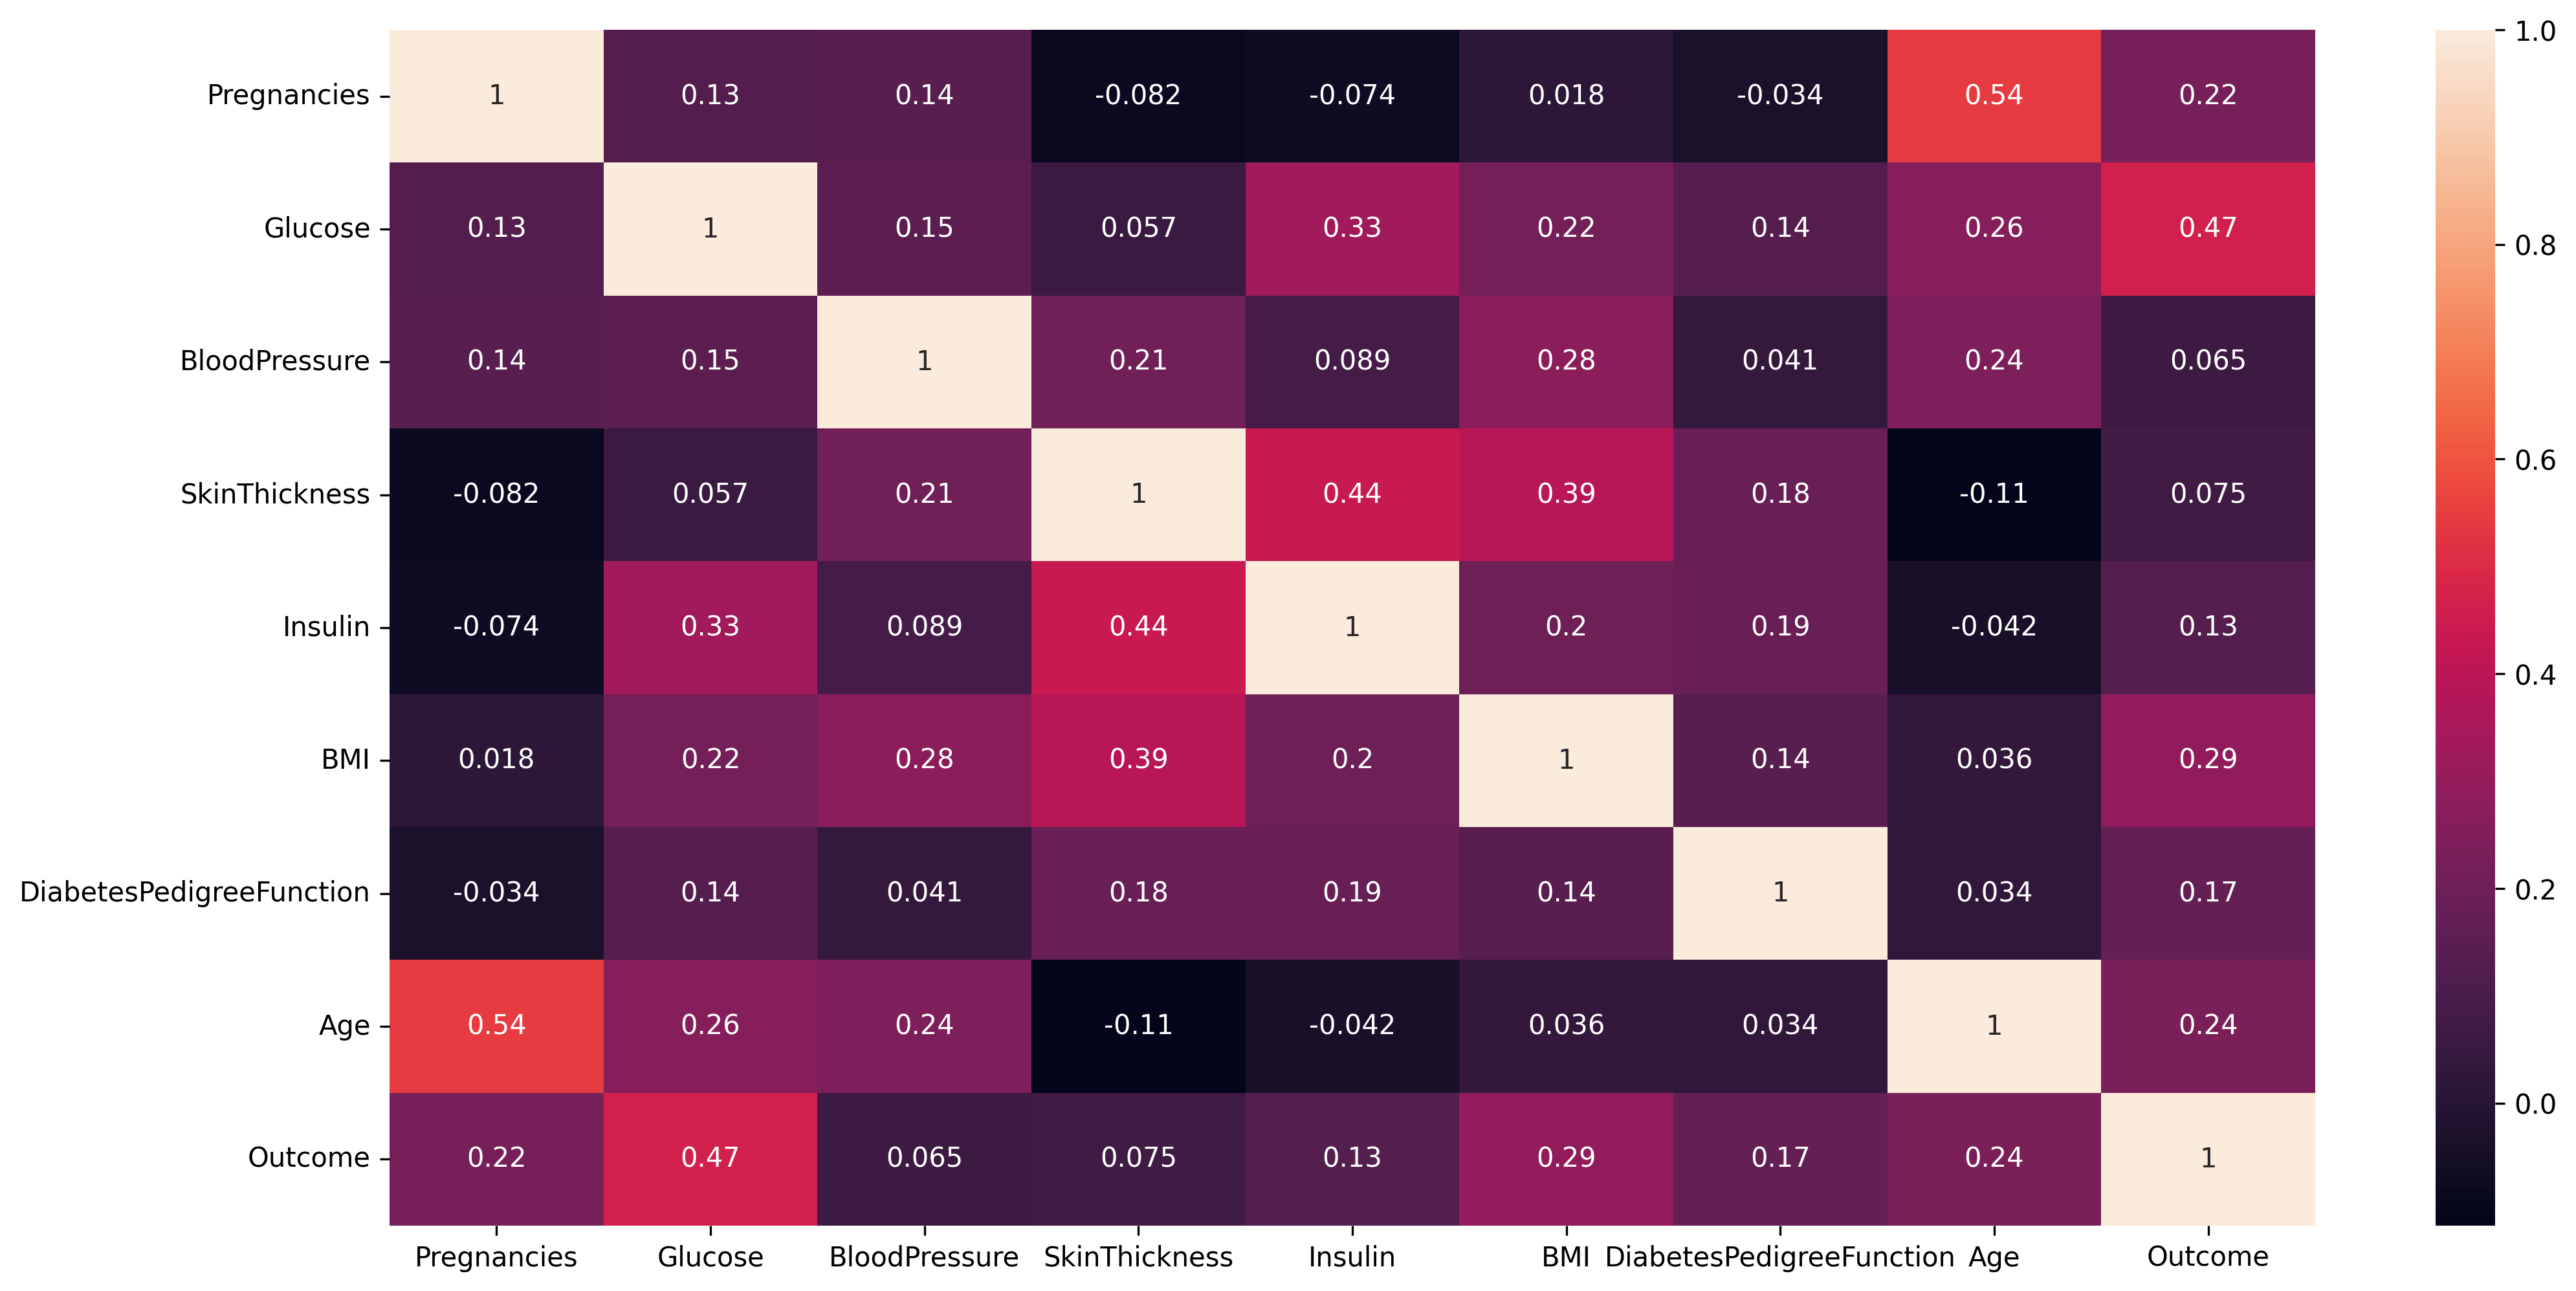 Pregnancies 1 0.13 0.14 -0.082 -0.074 0.018 -0.034 0.54 0.22
Glucose 0.13 1 0.15 0.057 0.33 0.22 0.14 0.26 0.47
BloodPressure 0.14 0.15 1 0.21 0.089 0.28 0.041 0.24 0.065
SkinThickness -0.082 0.057 0.21 1 0.44 0.39 0.18 -0.11 0.075
Insulin -0.074 0.33 0.089 0.44 1 0.2 0.19 -0.042 0.13
BMI 0.018 0.22 0.28 0.39 0.2 1 0.14 0.036 0.29
DiabetesPedigreeFunction -0.034 0.14 0.041 0.18 0.19 0.14 1 0.034 0.17
Age 0.54 0.26 0.24 -0.11 -0.042 0.036 0.034 1 0.24
Outcome 0.22 0.47 0.065 0.075 0.13 0.29 0.17 0.24 1
Pregnancies Glucose BloodPressure SkinThickness Insulin BMI DiabetesPedigreeFunction Age Outcome
1.0
0.8
0.6
0.4
0.2
0.0